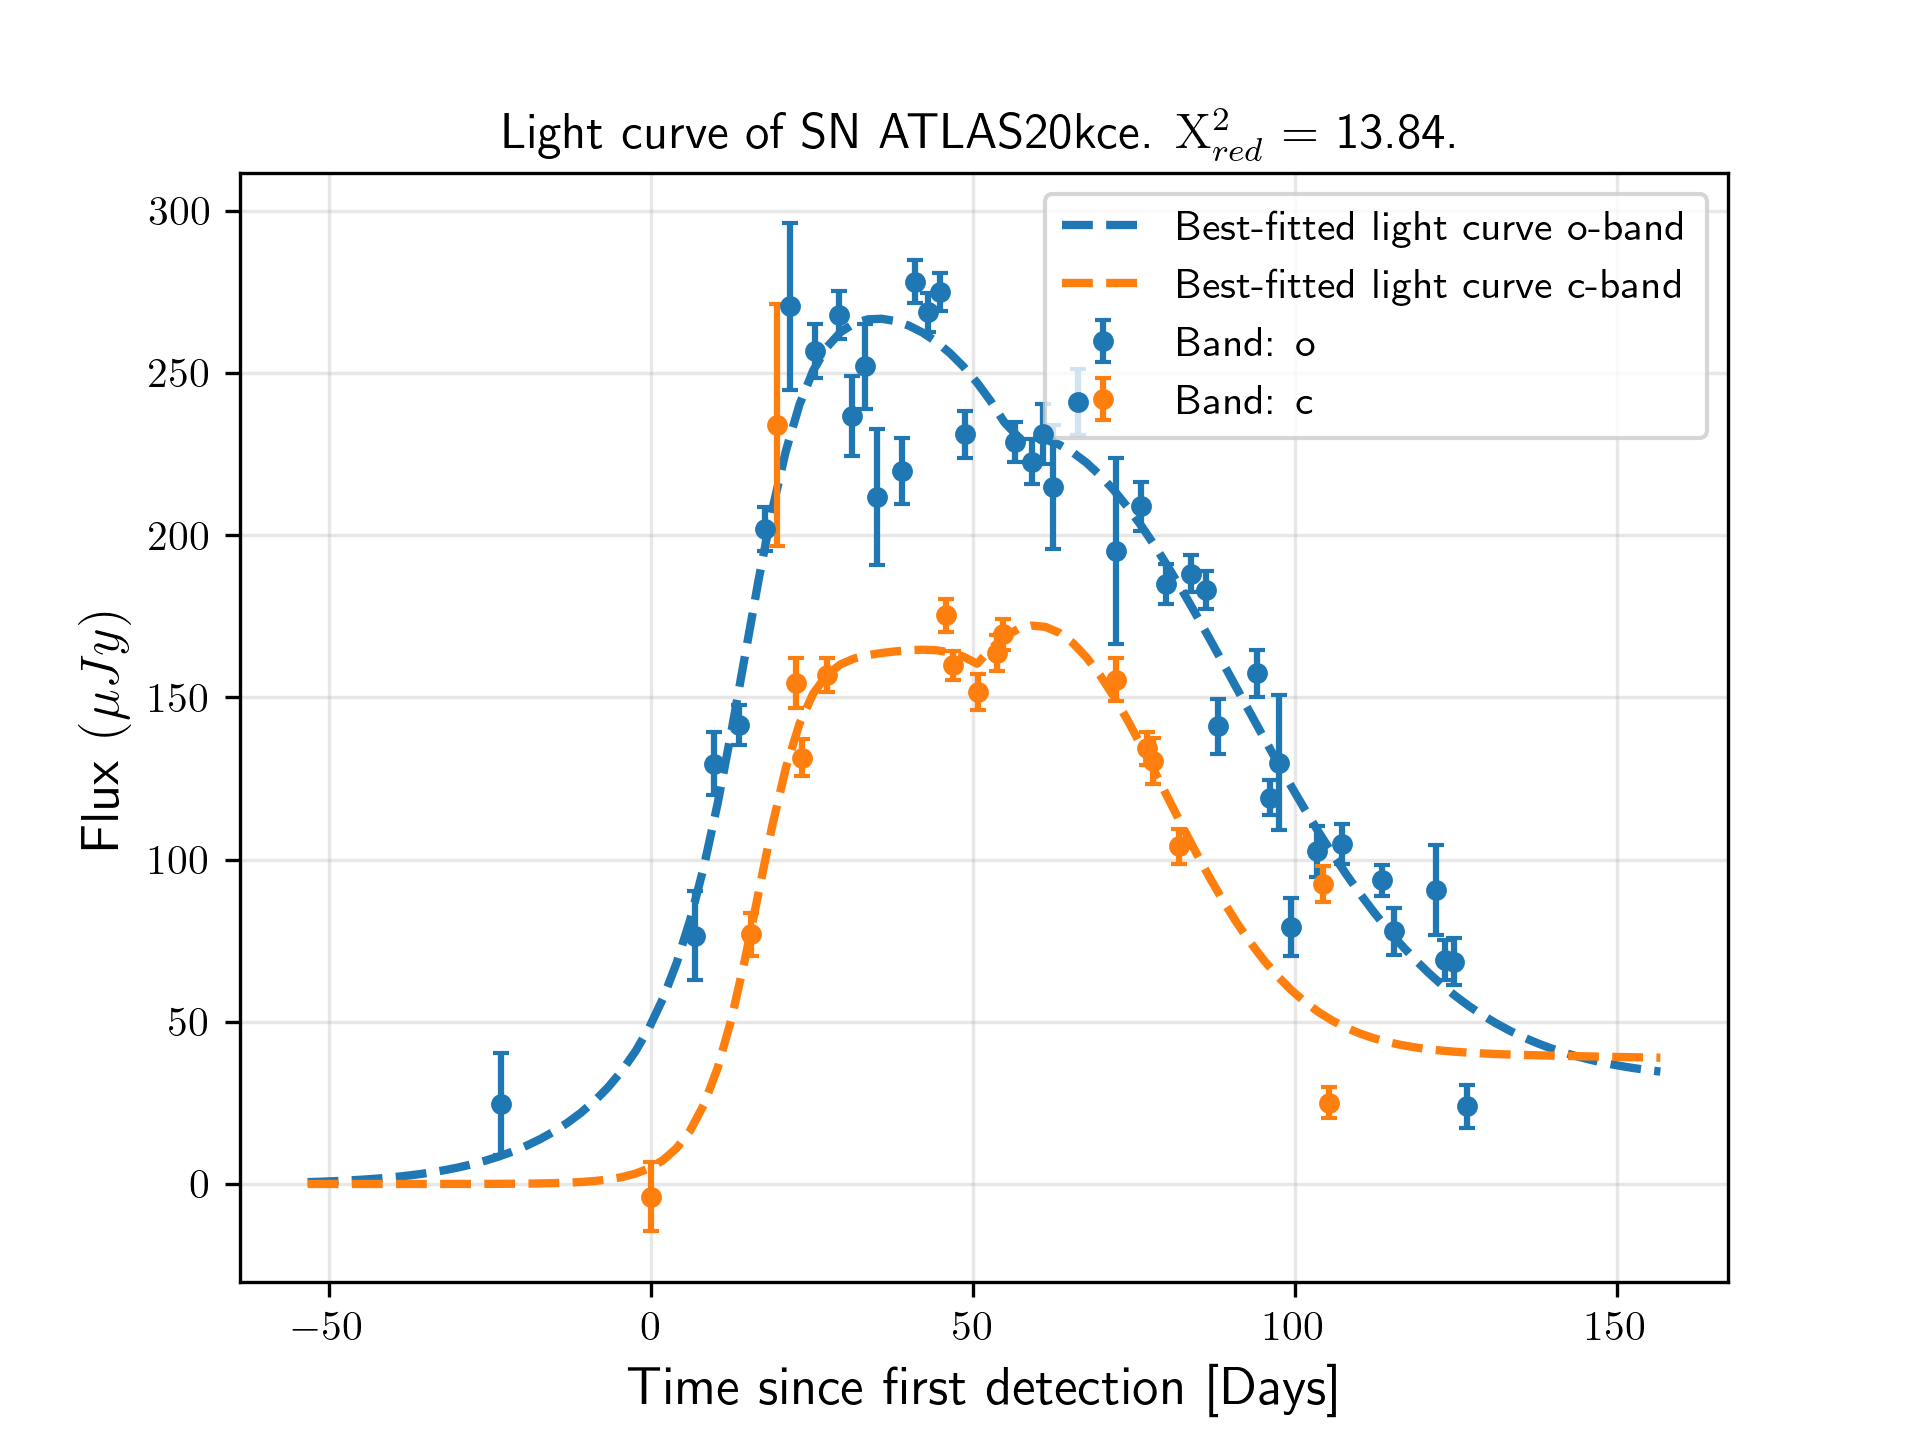 Light curve of SN ATLAS20kce. X²_red = 13.84.
Best-fitted light curve o-band
Best-fitted light curve c-band
Band: o
Band: c
Flux (μJy)
300
250
200
150
100
50
0
−50 0 50 100 150
Time since first detection [Days]